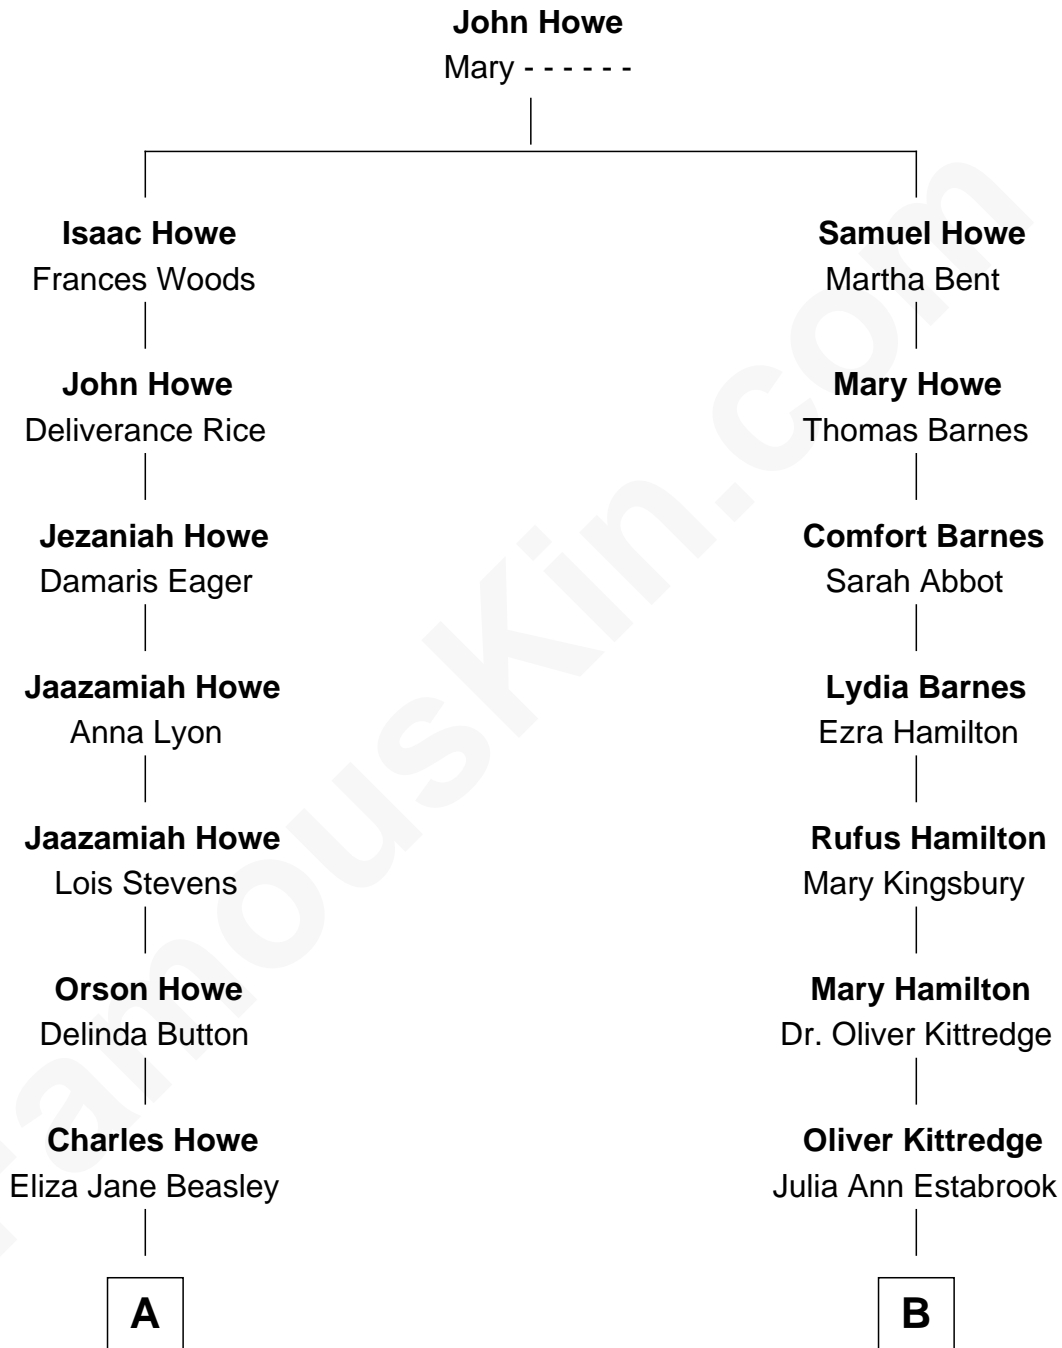 John Howe
Mary - - - - - -
Isaac Howe
Frances Woods
Samuel Howe
Martha Bent
John Howe
Deliverance Rice
Mary Howe
Thomas Barnes
Jezaniah Howe
Damaris Eager
Comfort Barnes
Sarah Abbot
Jaazamiah Howe
Anna Lyon
Lydia Barnes
Ezra Hamilton
Jaazamiah Howe
Lois Stevens
Rufus Hamilton
Mary Kingsbury
Orson Howe
Delinda Button
Mary Hamilton
Dr. Oliver Kittredge
Charles Howe
Eliza Jane Beasley
Oliver Kittredge
Julia Ann Estabrook
A
B
FamousKin.com